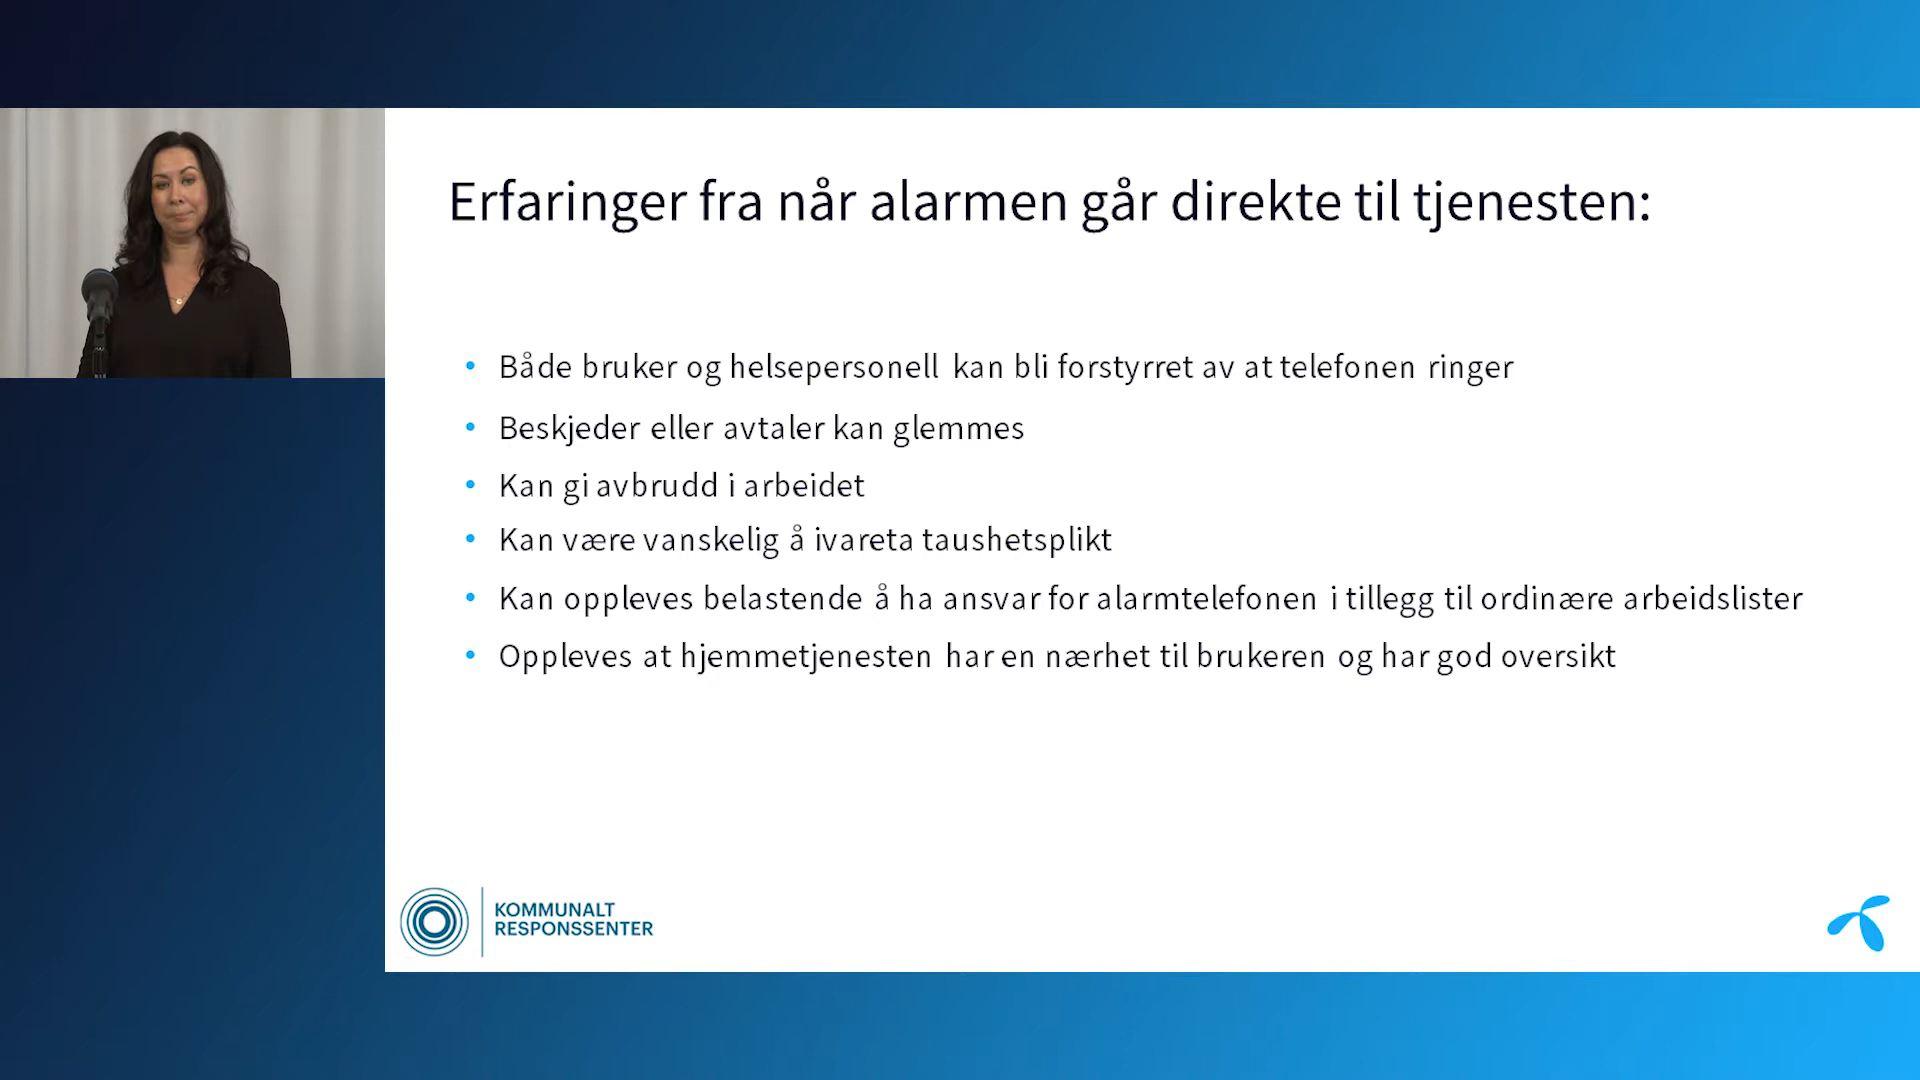 Erfaringer fra når alarmen går direkte til tjenesten:
• Både bruker og helsepersonell kan bli forstyrret av at telefonen ringer
• Beskjeder eller avtaler kan glemmes
• Kan gi avbrudd i arbeidet
• Kan være vanskelig å ivareta taushetsplikt
• Kan oppleves belastende å ha ansvar for alarmtelefonen i tillegg til ordinære arbeidslister
• Oppleves at hjemmetjenesten har en nærhet til brukeren og har god oversikt
KOMMUNALT
RESPONSSENTER